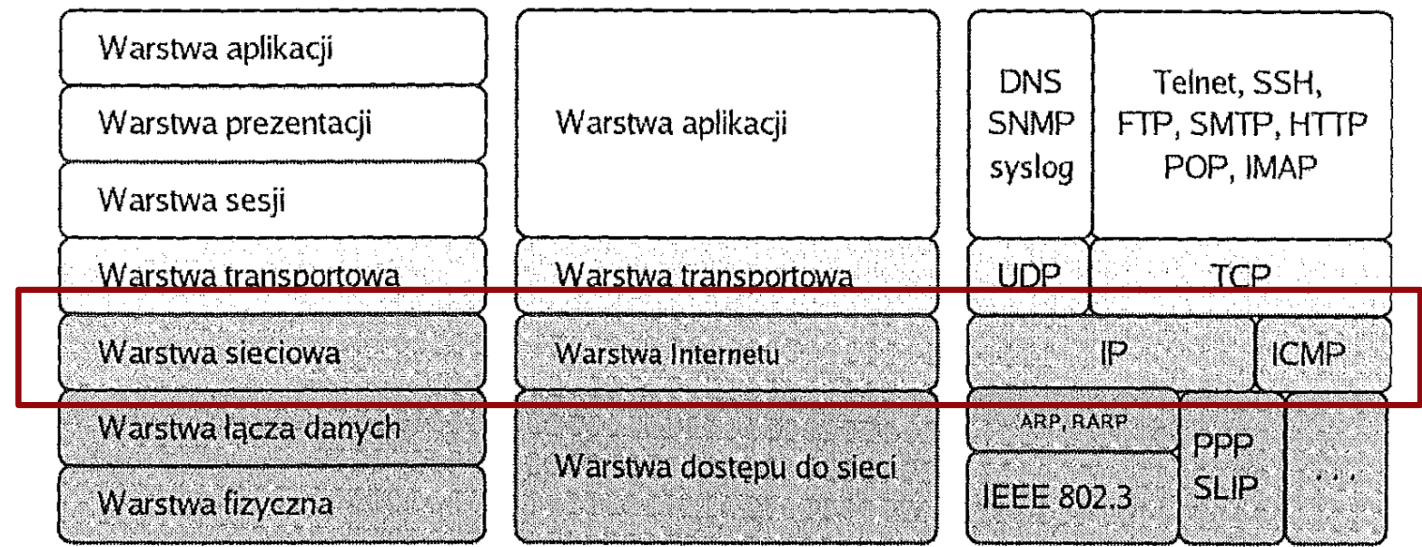 Warstwa aplikacji
Warstwa prezentacji
Warstwa sesji
Warstwa transportowa
Warstwa sieciowa
Warstwa łącza danych
Warstwa fizyczna
Warstwa aplikacji
Warstwa transportowa
Warstwa Internetu
Warstwa dostępu do sieci
DNS
SNMP
syslog
Telnet, SSH,
FTP, SMTP, HTTP
POP, IMAP
UDP
TCP
IP
ICMP
ARP, RARP
IEEE 802.3
PPP
SLIP
...